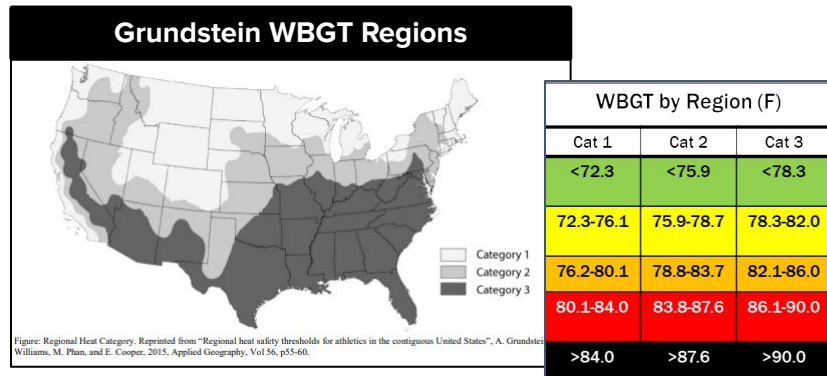 Grundstein WBGT Regions
Category 1
Category 2
Category 3
Figure: Regional Heat Category. Reprinted from “Regional heat safety thresholds for athletics in the contiguous United States”, A. Grundstein
Williams, M. Phan, and E. Cooper, 2015, Applied Geography, Vol 56, p55-60.
WBGT by Region (F)
Cat 1 Cat 2 Cat 3
<72.3 <75.9 <78.3
72.3-76.1 75.9-78.7 78.3-82.0
76.2-80.1 78.8-83.7 82.1-86.0
80.1-84.0 83.8-87.6 86.1-90.0
>84.0 >87.6 >90.0